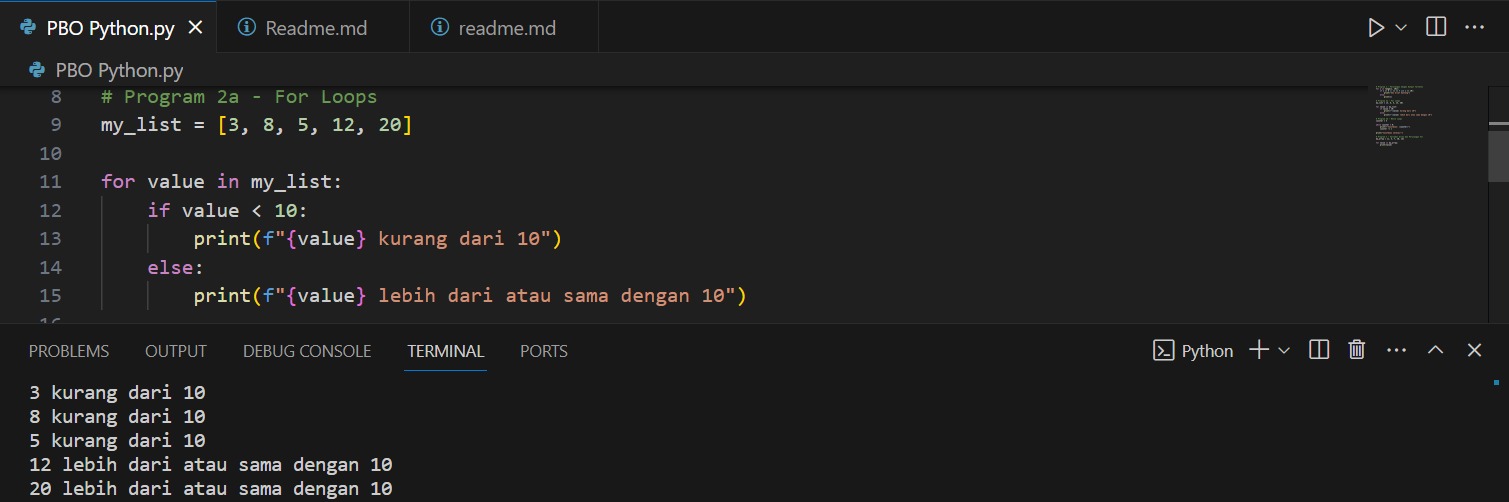 PBO Python.py
Readme.md
readme.md
PBO Python.py
8 # Program 2a - For Loops
9 my_list = [3, 8, 5, 12, 20]
10
11 for value in my_list:
12     if value < 10:
13         print(f"{value} kurang dari 10")
14     else:
15         print(f"{value} lebih dari atau sama dengan 10")
PROBLEMS OUTPUT DEBUG CONSOLE TERMINAL PORTS Python
3 kurang dari 10
8 kurang dari 10
5 kurang dari 10
12 lebih dari atau sama dengan 10
20 lebih dari atau sama dengan 10